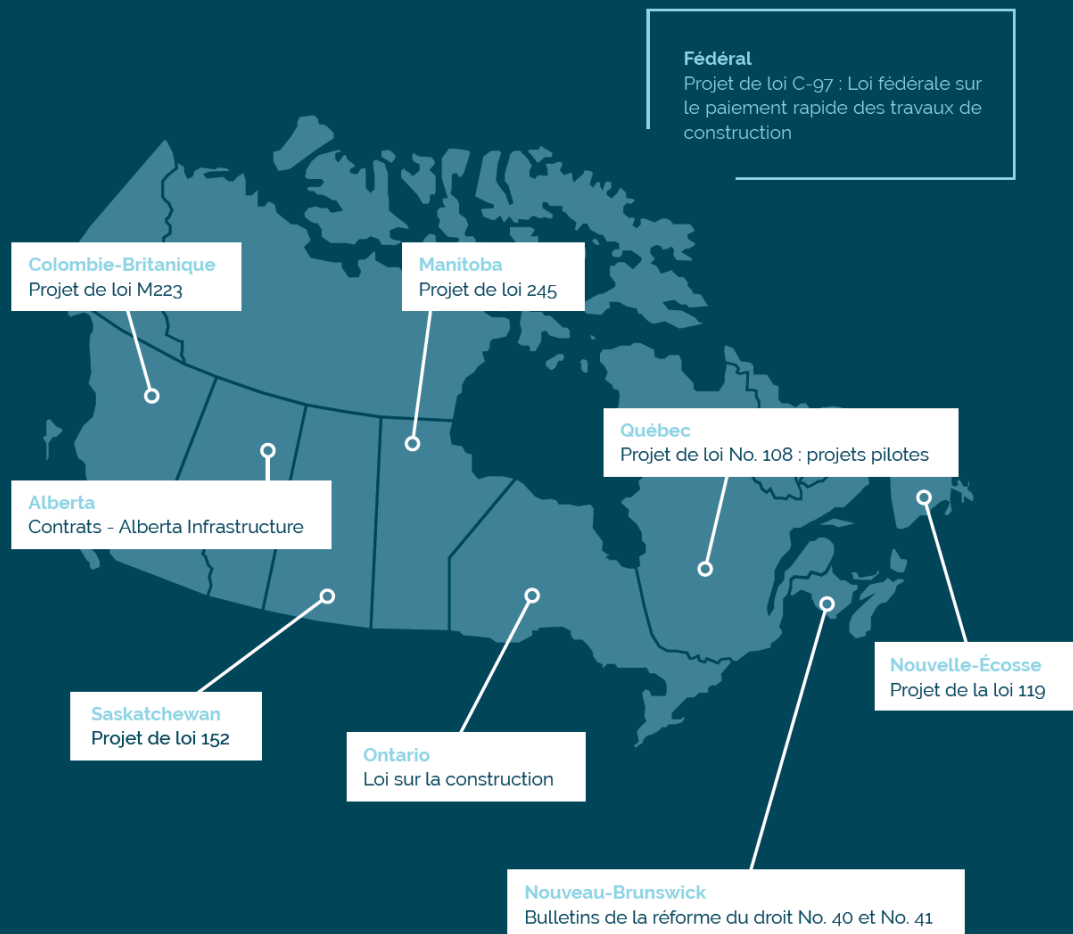 Fédéral
Projet de loi C-97 : Loi fédérale sur
le paiement rapide des travaux de
construction
Colombie-Britanique
Projet de loi M223
Manitoba
Projet de loi 245
Québec
Projet de loi No. 108 : projets pilotes
Alberta
Contrats - Alberta Infrastructure
Nouvelle-Écosse
Projet de la loi 119
Saskatchewan
Projet de loi 152
Ontario
Loi sur la construction
Nouveau-Brunswick
Bulletins de la réforme du droit No. 40 et No. 41